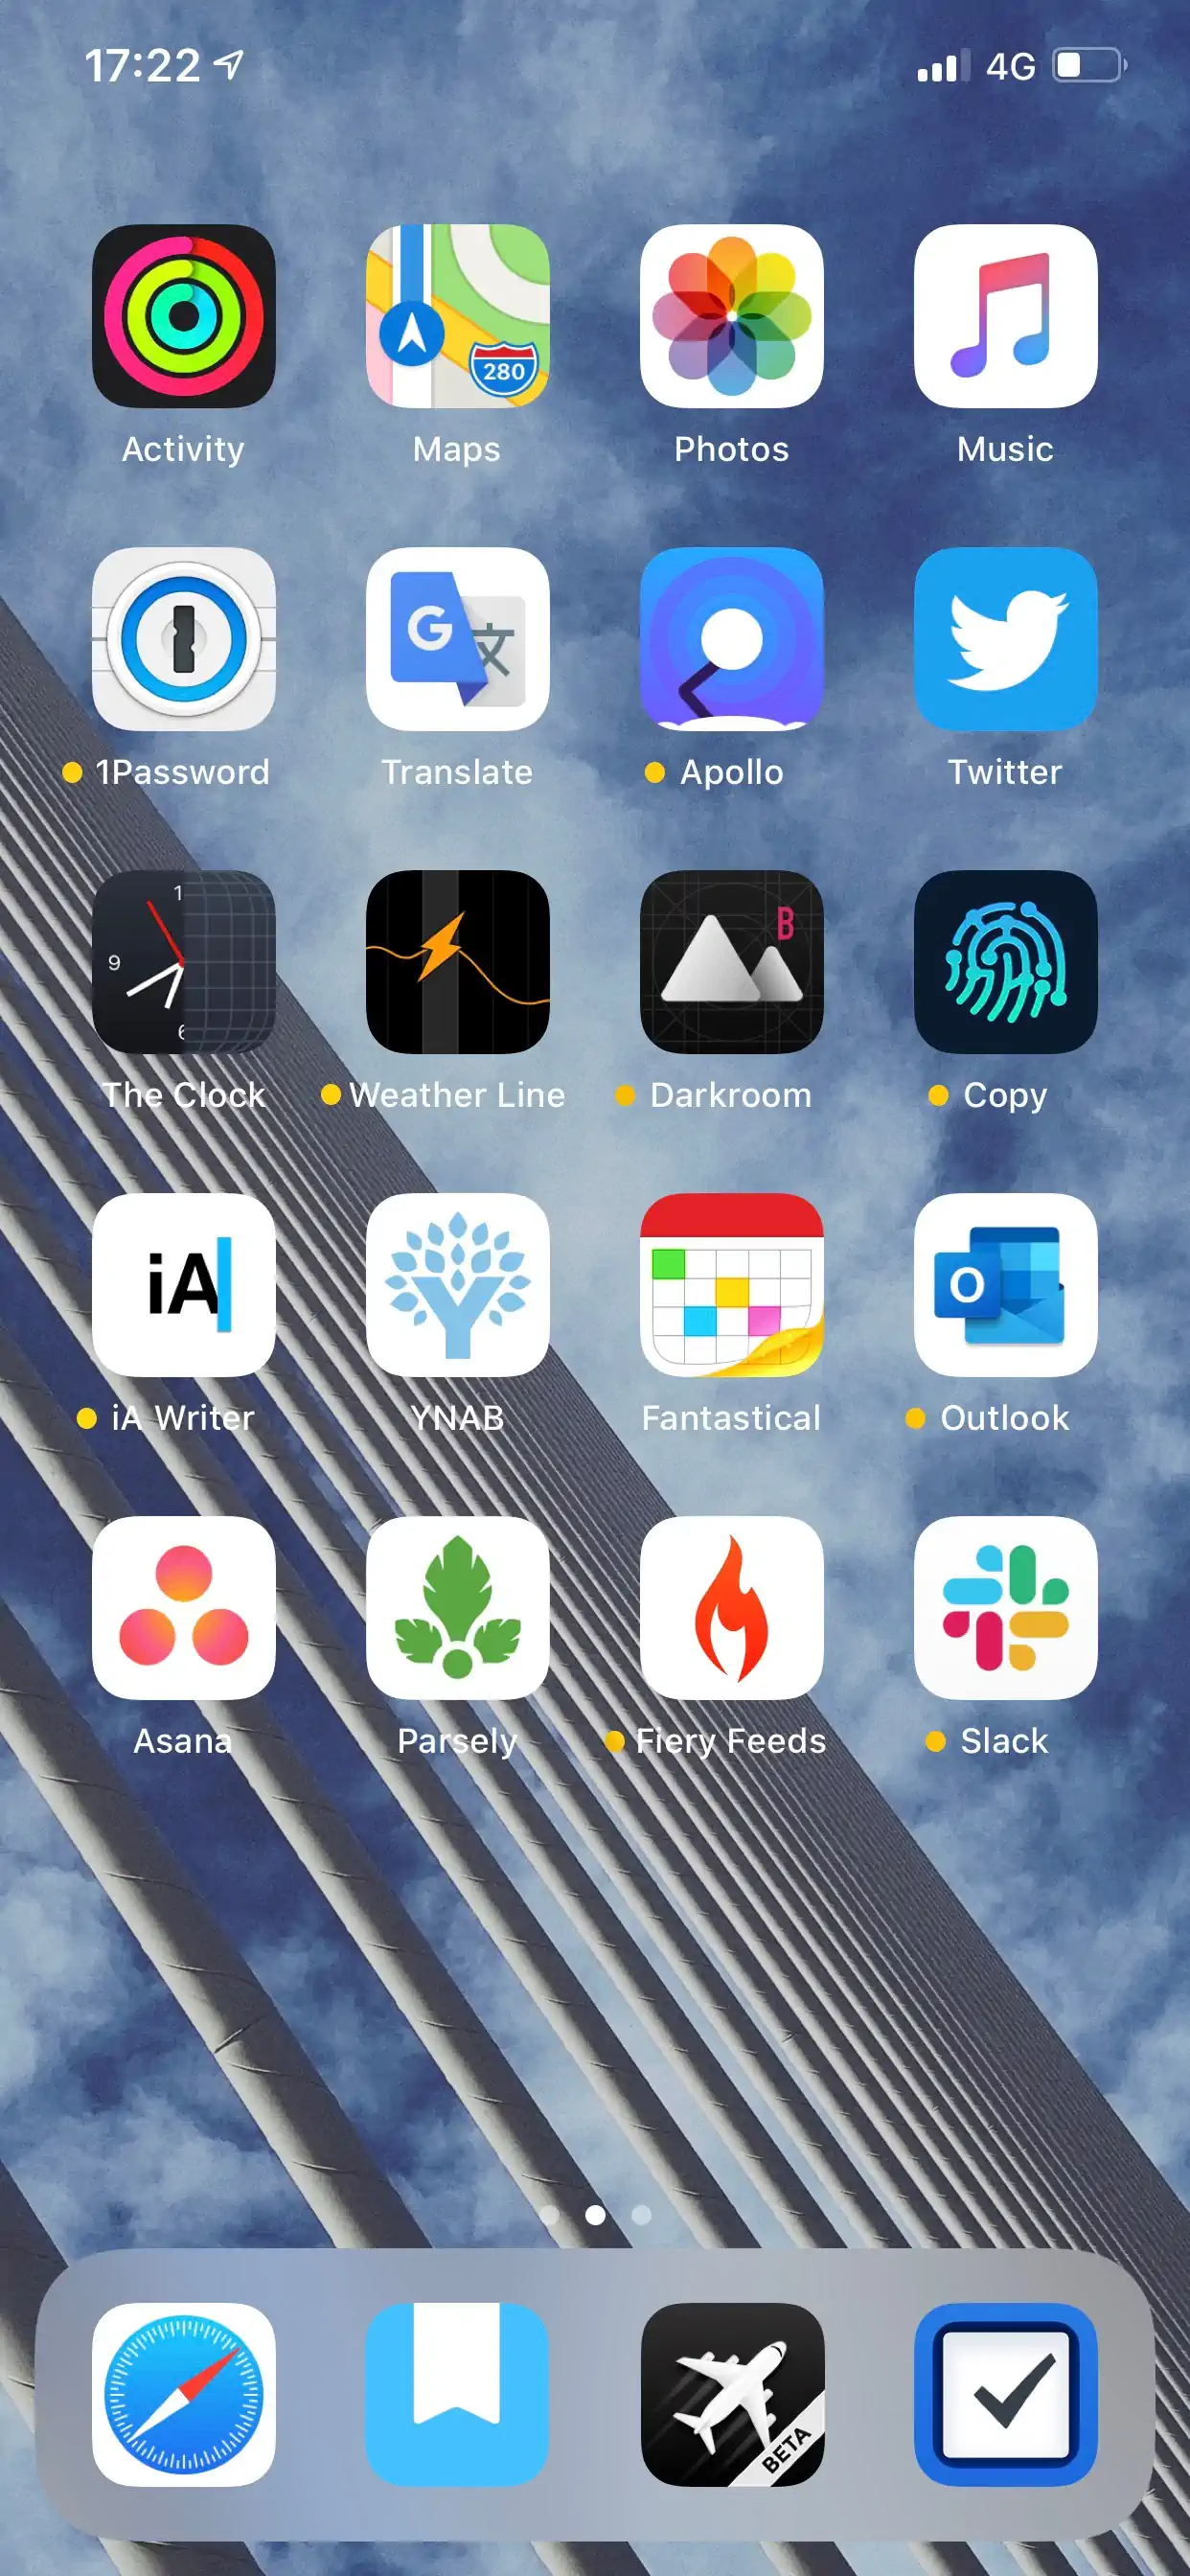 17:22 4G
280
Activity Maps Photos Music
G 文
1Password Translate Apollo Twitter
1
9
6
B
The Clock Weather Line Darkroom Copy
iA Y O
iA Writer YNAB Fantastical Outlook
Asana Parsely Fiery Feeds Slack
BETA